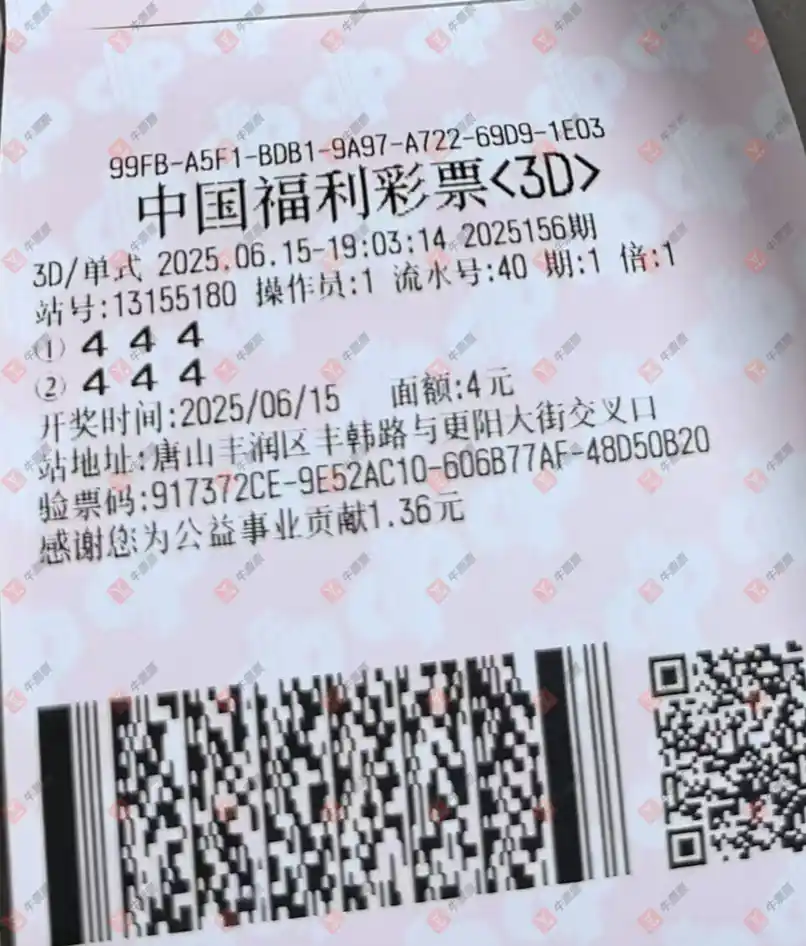 99FB-A5F1-BDB1-9A97-A722-69D9-1E03
中国福利彩票<3D>
3D/单式 2025.06.15-19:03:14 2025156期
站号:13155180 操作员:1 流水号:40 期:1 倍:1
① 4 4 4
② 4 4 4
开奖时间:2025/06/15 面额:4元
站地址:唐山丰润区丰韩路与更阳大街交叉口
验票码:917372CE-9E52AC10-606B77AF-48D50B20
感谢您为公益事业贡献1.36元